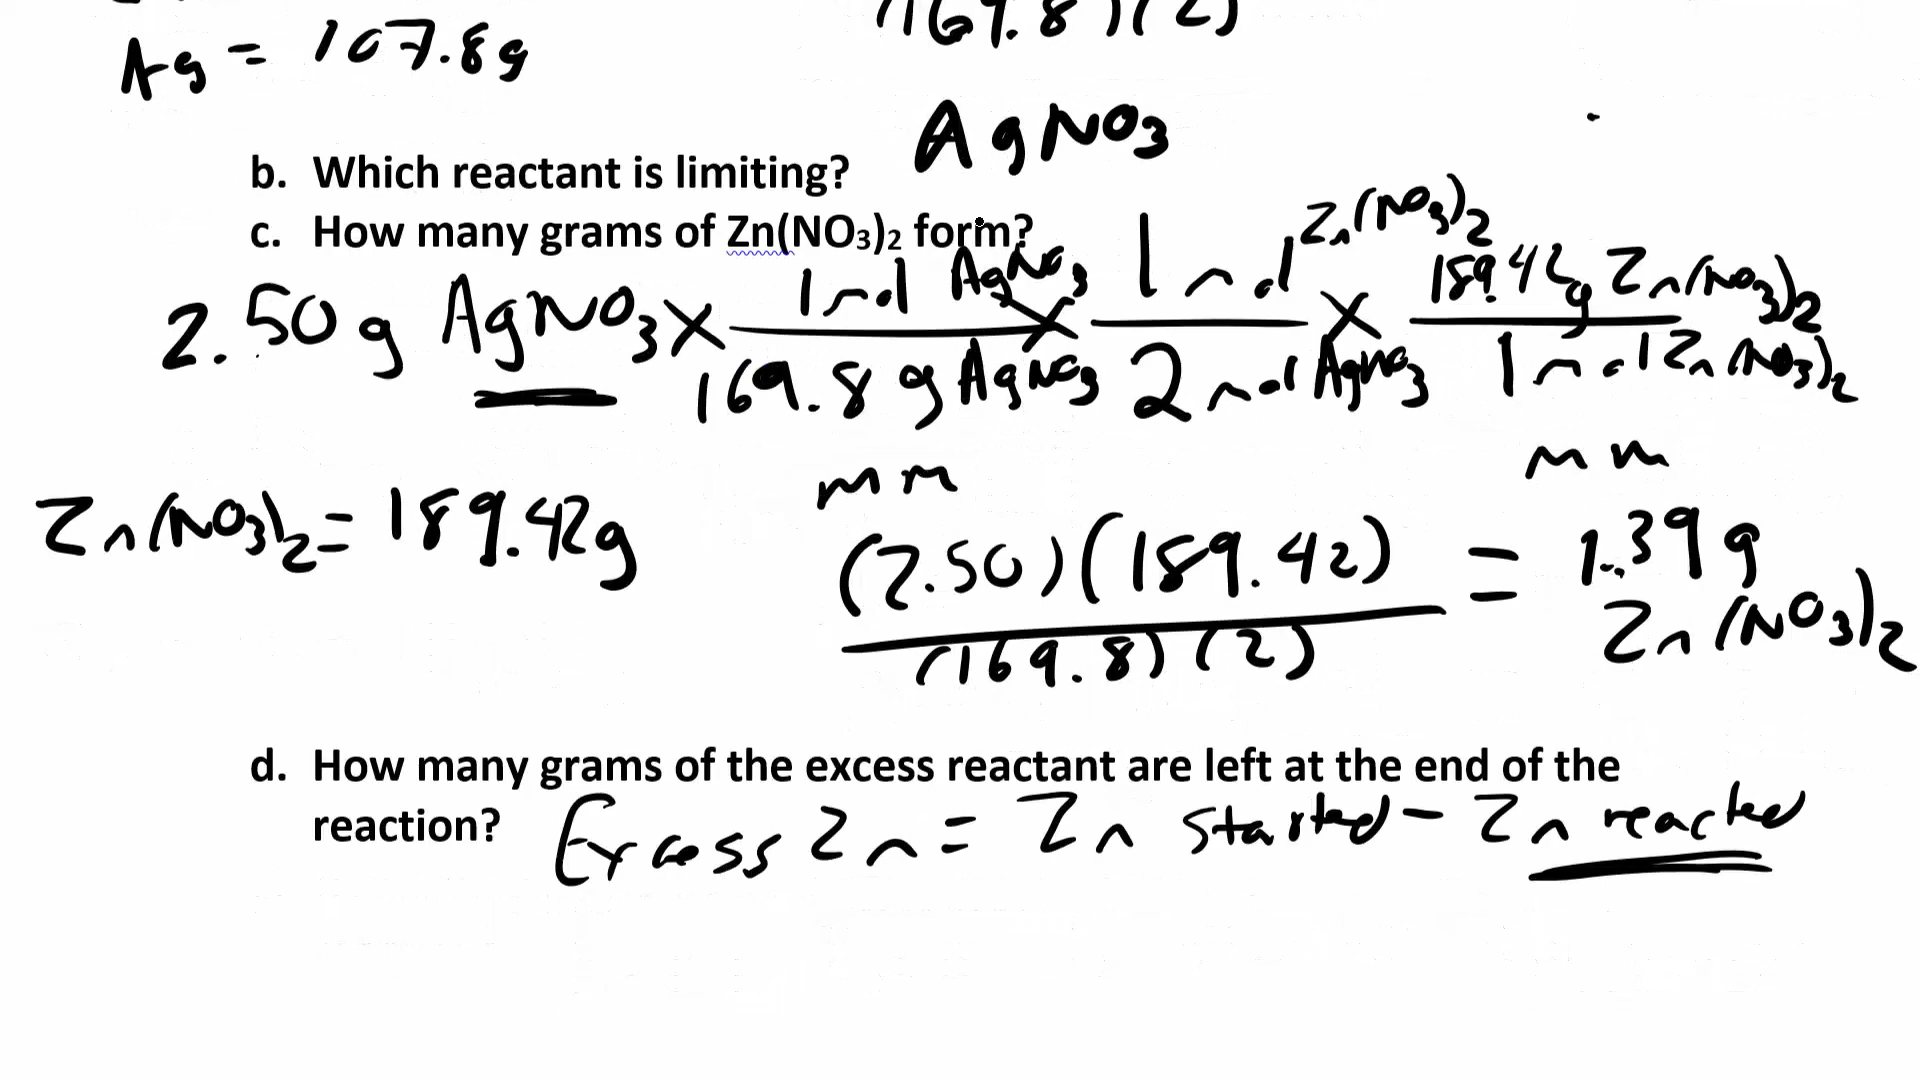 (169.8)(2)
Ag = 107.8g
AgNO3
b. Which reactant is limiting?
c. How many grams of Zn(NO₃)₂ form?
2.50 g AgNO3 x 1 mol AgNO3 x 1 mol Zn(NO3)2 x 189.42g Zn(NO3)2
169.8 g AgNO3 2 mol AgNO3 1 mol Zn(NO3)2
mm mm
Zn(NO3)2 = 189.42g
(2.50)(189.42) = 1.39 g
(169.8)(2) Zn(NO3)2
d. How many grams of the excess reactant are left at the end of the
reaction? Excess Zn = Zn started - Zn reacted